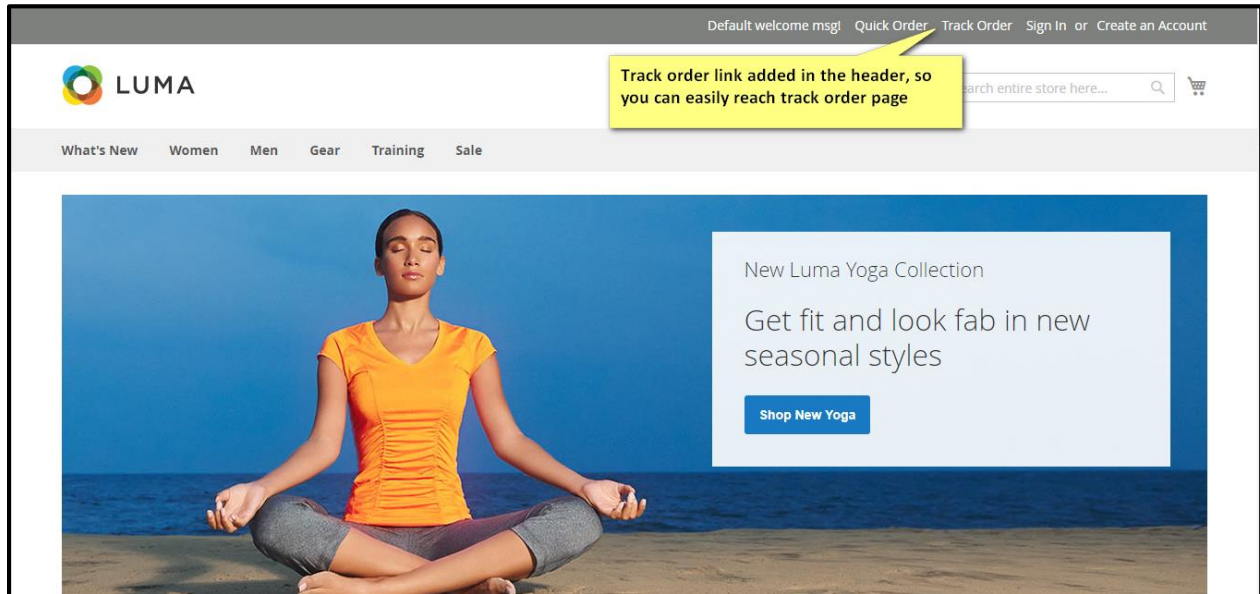 Default welcome msg! Quick Order Track Order Sign In or Create an Account
LUMA
Track order link added in the header, so
you can easily reach track order page
earch entire store here...
What's New Women Men Gear Training Sale
New Luma Yoga Collection
Get fit and look fab in new
seasonal styles
Shop New Yoga